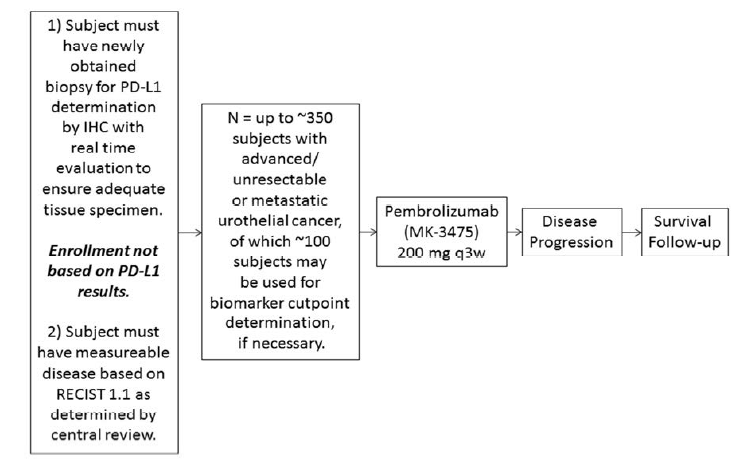 1) Subject must
have newly
obtained
biopsy for PD-L1
determination
by IHC with
real time
evaluation to
ensure adequate
tissue specimen.
Enrollment not
based on PD-L1
results.
2) Subject must
have measureable
disease based on
RECIST 1.1 as
determined by
central review.
N = up to ~350
subjects with
advanced/
unresectable
or metastatic
urothelial cancer,
of which ~100
subjects may
be used for
biomarker cutpoint
determination,
if necessary.
Pembrolizumab
(MK-3475)
200 mg q3w
Disease
Progression
Survival
Follow-up